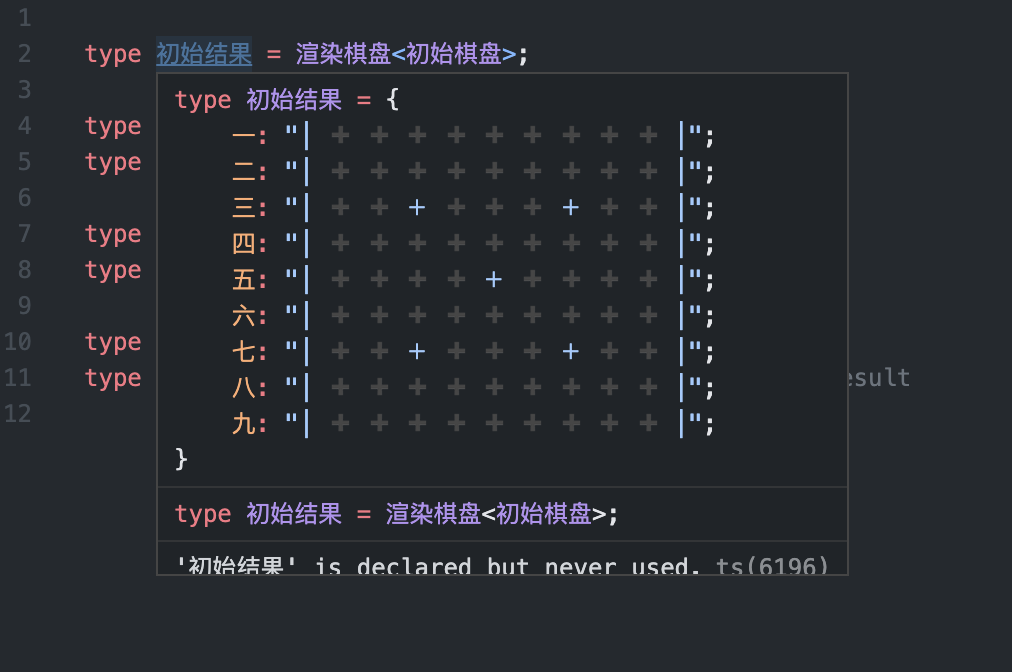 1
2 type 初始结果 = 渲染棋盘<初始棋盘>;
3 type 初始结果 = {
4 type 一: "│ ➕ ➕ ➕ ➕ ➕ ➕ ➕ ➕ ➕ │";
5 type 二: "│ ➕ ➕ ➕ ➕ ➕ ➕ ➕ ➕ ➕ │";
6 三: "│ ➕ ➕ + ➕ ➕ ➕ + ➕ ➕ │";
7 type 四: "│ ➕ ➕ ➕ ➕ ➕ ➕ ➕ ➕ ➕ │";
8 type 五: "│ ➕ ➕ ➕ ➕ + ➕ ➕ ➕ ➕ │";
9 六: "│ ➕ ➕ ➕ ➕ ➕ ➕ ➕ ➕ ➕ │";
10 type 七: "│ ➕ ➕ + ➕ ➕ ➕ + ➕ ➕ │";
11 type 八: "│ ➕ ➕ ➕ ➕ ➕ ➕ ➕ ➕ ➕ │"; esult
12 九: "│ ➕ ➕ ➕ ➕ ➕ ➕ ➕ ➕ ➕ │";
}
type 初始结果 = 渲染棋盘<初始棋盘>;
'初始结果' is declared but never used. ts(6196)